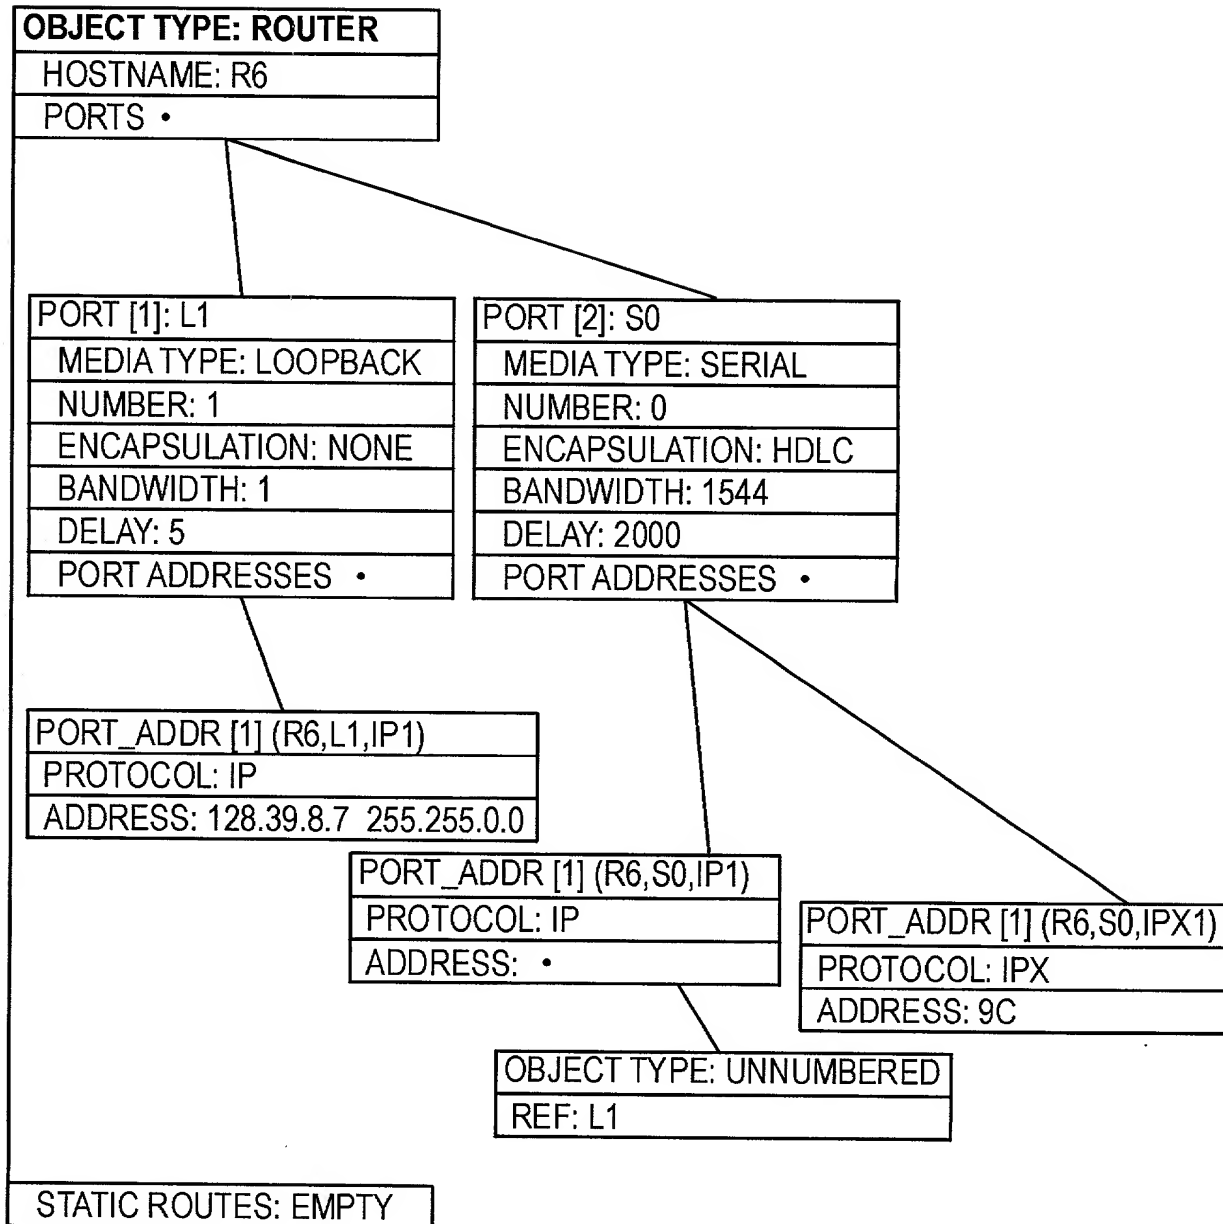 OBJECT TYPE: ROUTER
HOSTNAME: R6
PORTS •
PORT [1]: L1
MEDIA TYPE: LOOPBACK
NUMBER: 1
ENCAPSULATION: NONE
BANDWIDTH: 1
DELAY: 5
PORT ADDRESSES •
PORT [2]: S0
MEDIA TYPE: SERIAL
NUMBER: 0
ENCAPSULATION: HDLC
BANDWIDTH: 1544
DELAY: 2000
PORT ADDRESSES •
PORT_ADDR [1] (R6,L1,IP1)
PROTOCOL: IP
ADDRESS: 128.39.8.7 255.255.0.0
PORT_ADDR [1] (R6,S0,IP1)
PROTOCOL: IP
ADDRESS: •
PORT_ADDR [1] (R6,S0,IPX1)
PROTOCOL: IPX
ADDRESS: 9C
OBJECT TYPE: UNNUMBERED
REF: L1
STATIC ROUTES: EMPTY